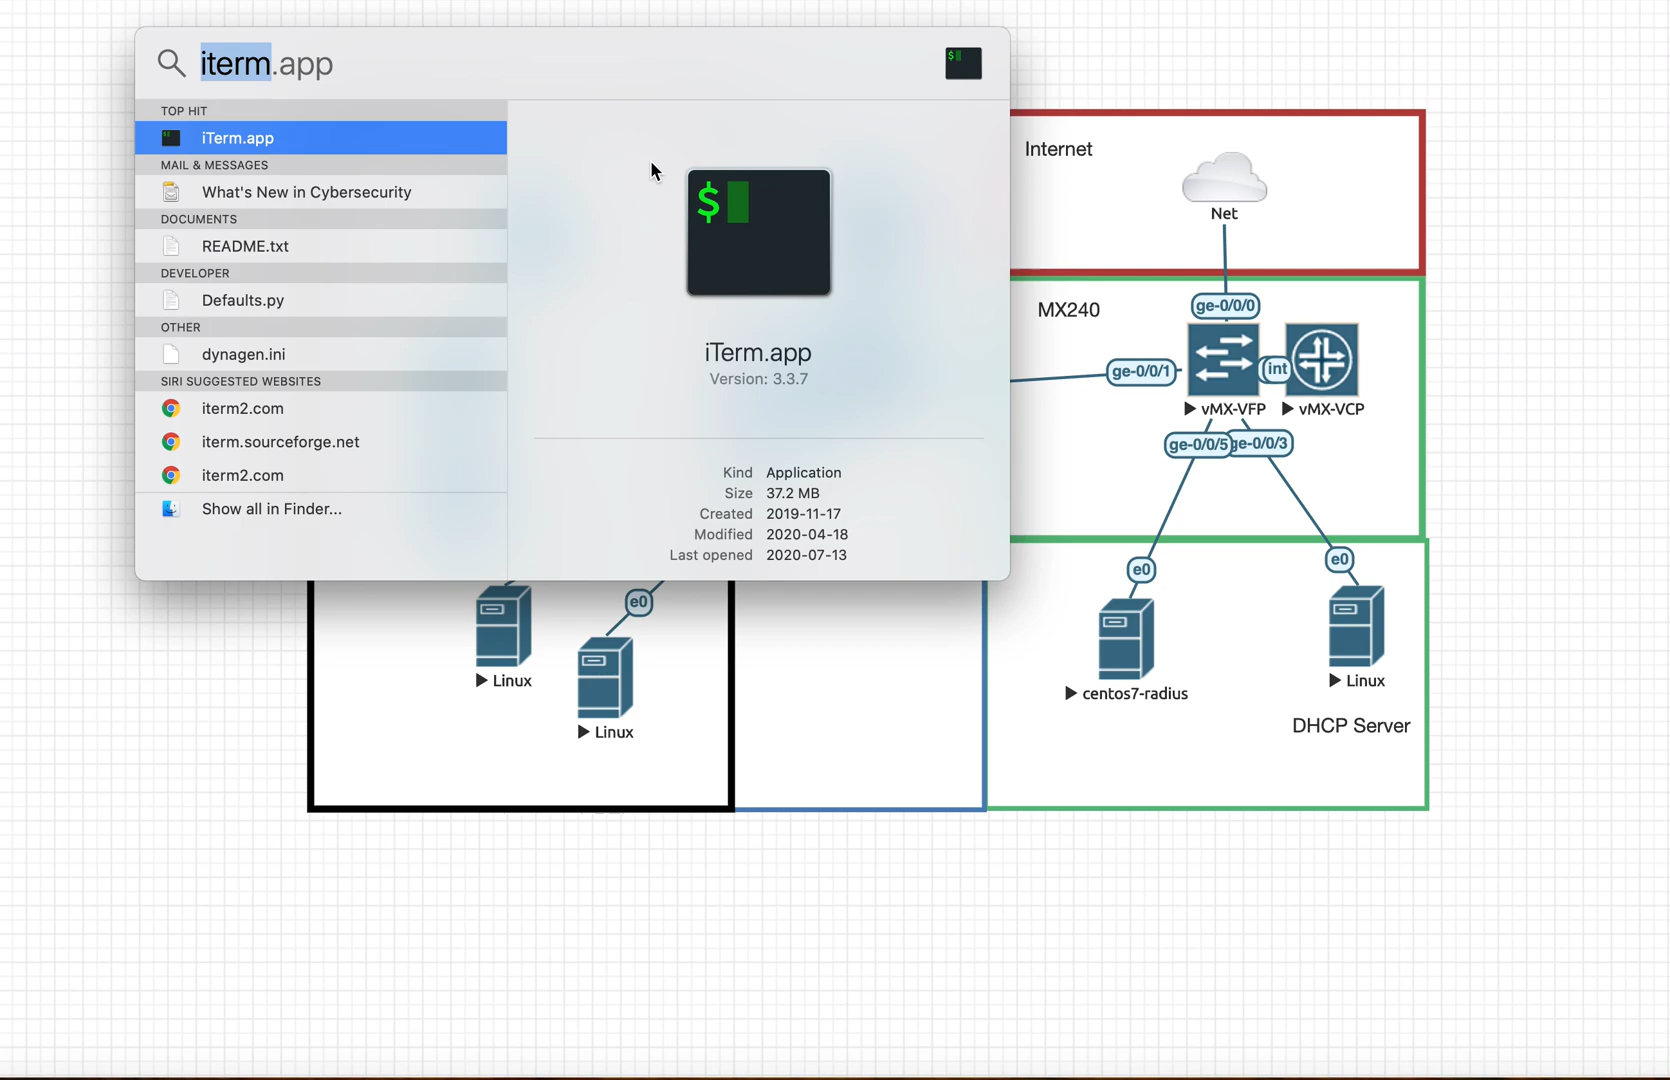 iterm.app
TOP HIT
iTerm.app
MAIL & MESSAGES
What's New in Cybersecurity
DOCUMENTS
README.txt
DEVELOPER
Defaults.py
OTHER
dynagen.ini
SIRI SUGGESTED WEBSITES
iterm2.com
iterm.sourceforge.net
iterm2.com
Show all in Finder...
$
$
iTerm.app
Version: 3.3.7
Kind Application
Size 37.2 MB
Created 2019-11-17
Modified 2020-04-18
Last opened 2020-07-13
Internet
Net
ge-0/0/0
MX240
ge-0/0/1
int
vMX-VFP
vMX-VCP
ge-0/0/5
ge-0/0/3
e0
e0
e0
Linux
Linux
centos7-radius
Linux
DHCP Server